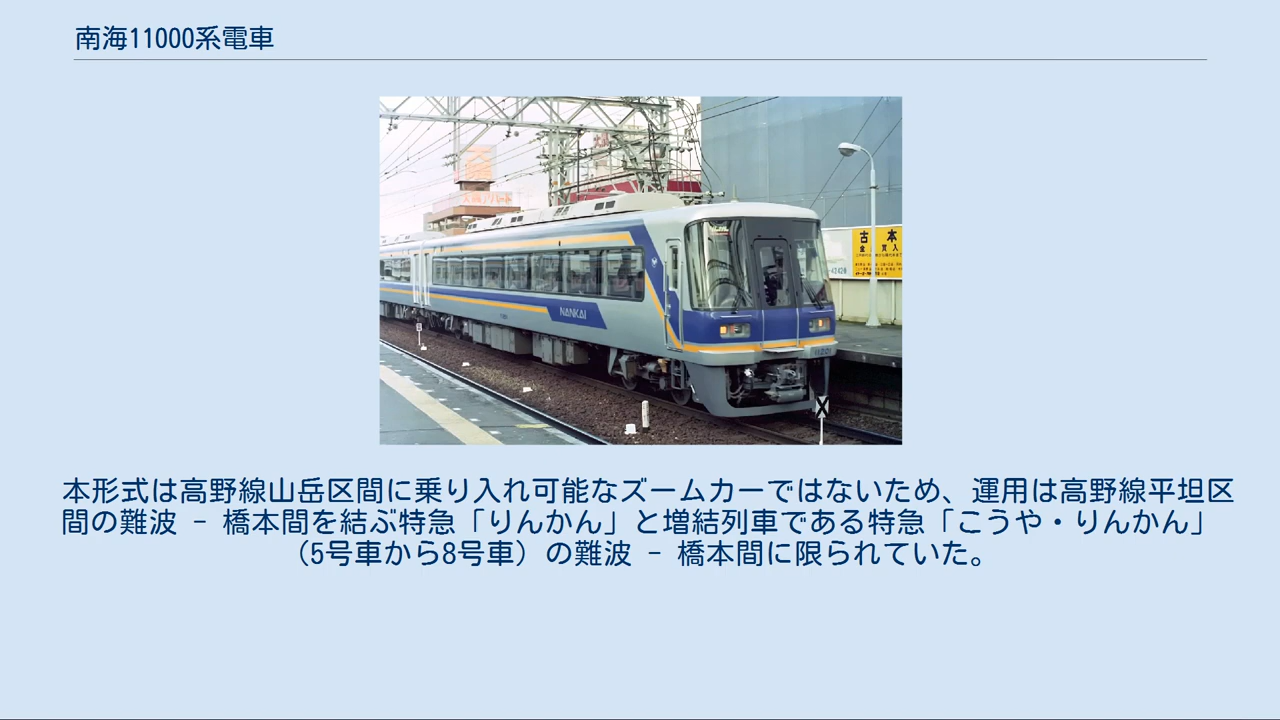 南海11000系電車
NANKAI
古本
本形式は高野線山岳区間に乗り入れ可能なズームカーではないため、運用は高野線平坦区
間の難波 - 橋本間を結ぶ特急「りんかん」と増結列車である特急「こうや・りんかん」
（5号車から8号車）の難波 - 橋本間に限られていた。